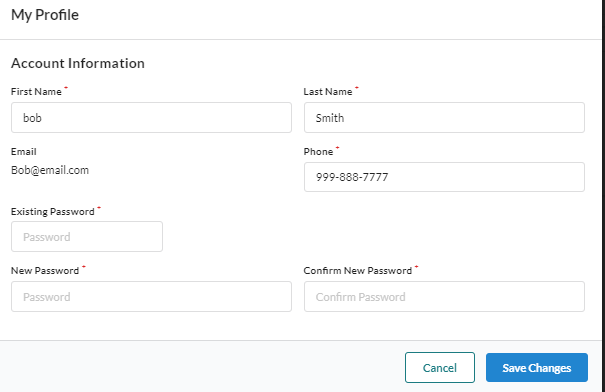 My Profile
Account Information
First Name * Last Name *
bob Smith
Email Phone *
Bob@email.com
999-888-7777
Existing Password *
Password
New Password * Confirm New Password *
Password Confirm Password
Cancel Save Changes